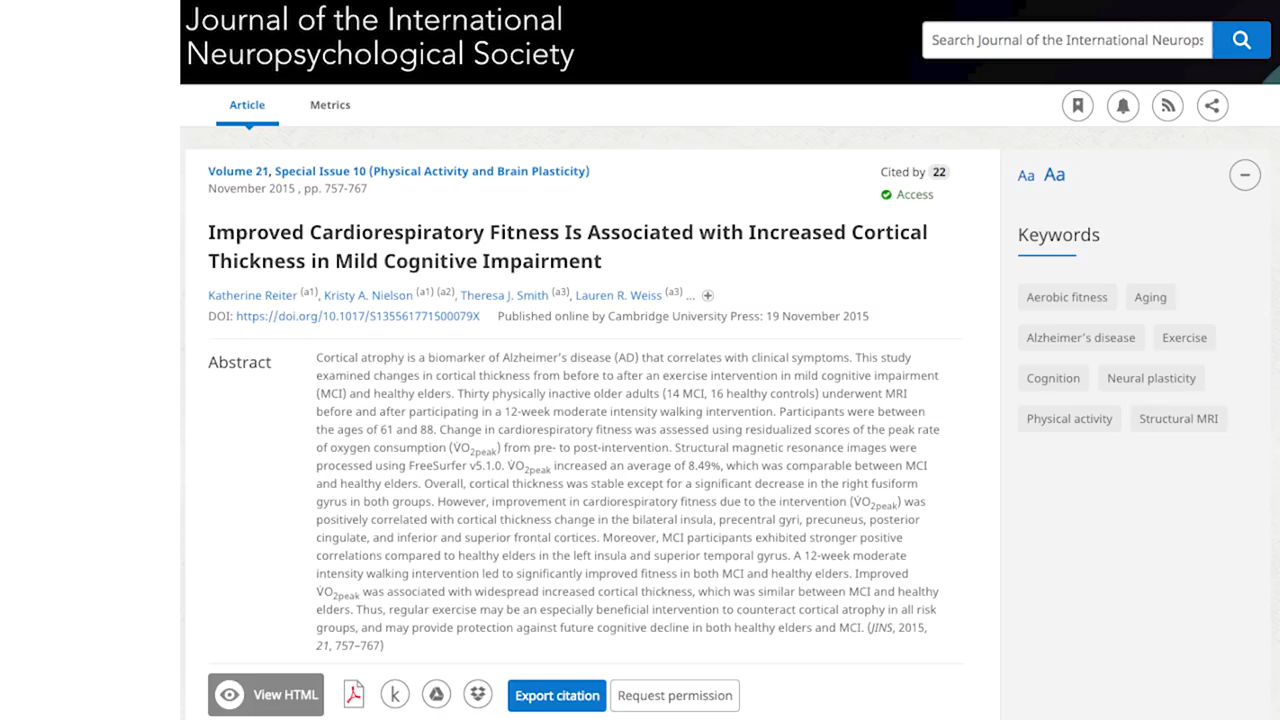 Journal of the International
Neuropsychological Society
Search Journal of the International Neurops
Article
Metrics
Volume 21, Special Issue 10 (Physical Activity and Brain Plasticity)
November 2015 , pp. 757-767
Cited by 22
Access
Improved Cardiorespiratory Fitness Is Associated with Increased Cortical
Thickness in Mild Cognitive Impairment
Katherine Reiter (a1), Kristy A. Nielson (a1) (a2), Theresa J. Smith (a3), Lauren R. Weiss (a3) ...
DOI: https://doi.org/10.1017/S135561771500079X Published online by Cambridge University Press: 19 November 2015
Abstract
Cortical atrophy is a biomarker of Alzheimer's disease (AD) that correlates with clinical symptoms. This study
examined changes in cortical thickness from before to after an exercise intervention in mild cognitive impairment
(MCI) and healthy elders. Thirty physically inactive older adults (14 MCI, 16 healthy controls) underwent MRI
before and after participating in a 12-week moderate intensity walking intervention. Participants were between
the ages of 61 and 88. Change in cardiorespiratory fitness was assessed using residualized scores of the peak rate
of oxygen consumption (V̇O2peak) from pre- to post-intervention. Structural magnetic resonance images were
processed using FreeSurfer v5.1.0. V̇O2peak increased an average of 8.49%, which was comparable between MCI
and healthy elders. Overall, cortical thickness was stable except for a significant decrease in the right fusiform
gyrus in both groups. However, improvement in cardiorespiratory fitness due to the intervention (V̇O2peak) was
positively correlated with cortical thickness change in the bilateral insula, precentral gyri, precuneus, posterior
cingulate, and inferior and superior frontal cortices. Moreover, MCI participants exhibited stronger positive
correlations compared to healthy elders in the left insula and superior temporal gyrus. A 12-week moderate
intensity walking intervention led to significantly improved fitness in both MCI and healthy elders. Improved
V̇O2peak was associated with widespread increased cortical thickness, which was similar between MCI and healthy
elders. Thus, regular exercise may be an especially beneficial intervention to counteract cortical atrophy in all risk
groups, and may provide protection against future cognitive decline in both healthy elders and MCI. (JINS, 2015,
21, 757–767)
View HTML
k
Export citation
Request permission
Aa Aa
Keywords
Aerobic fitness
Aging
Alzheimer's disease
Exercise
Cognition
Neural plasticity
Physical activity
Structural MRI